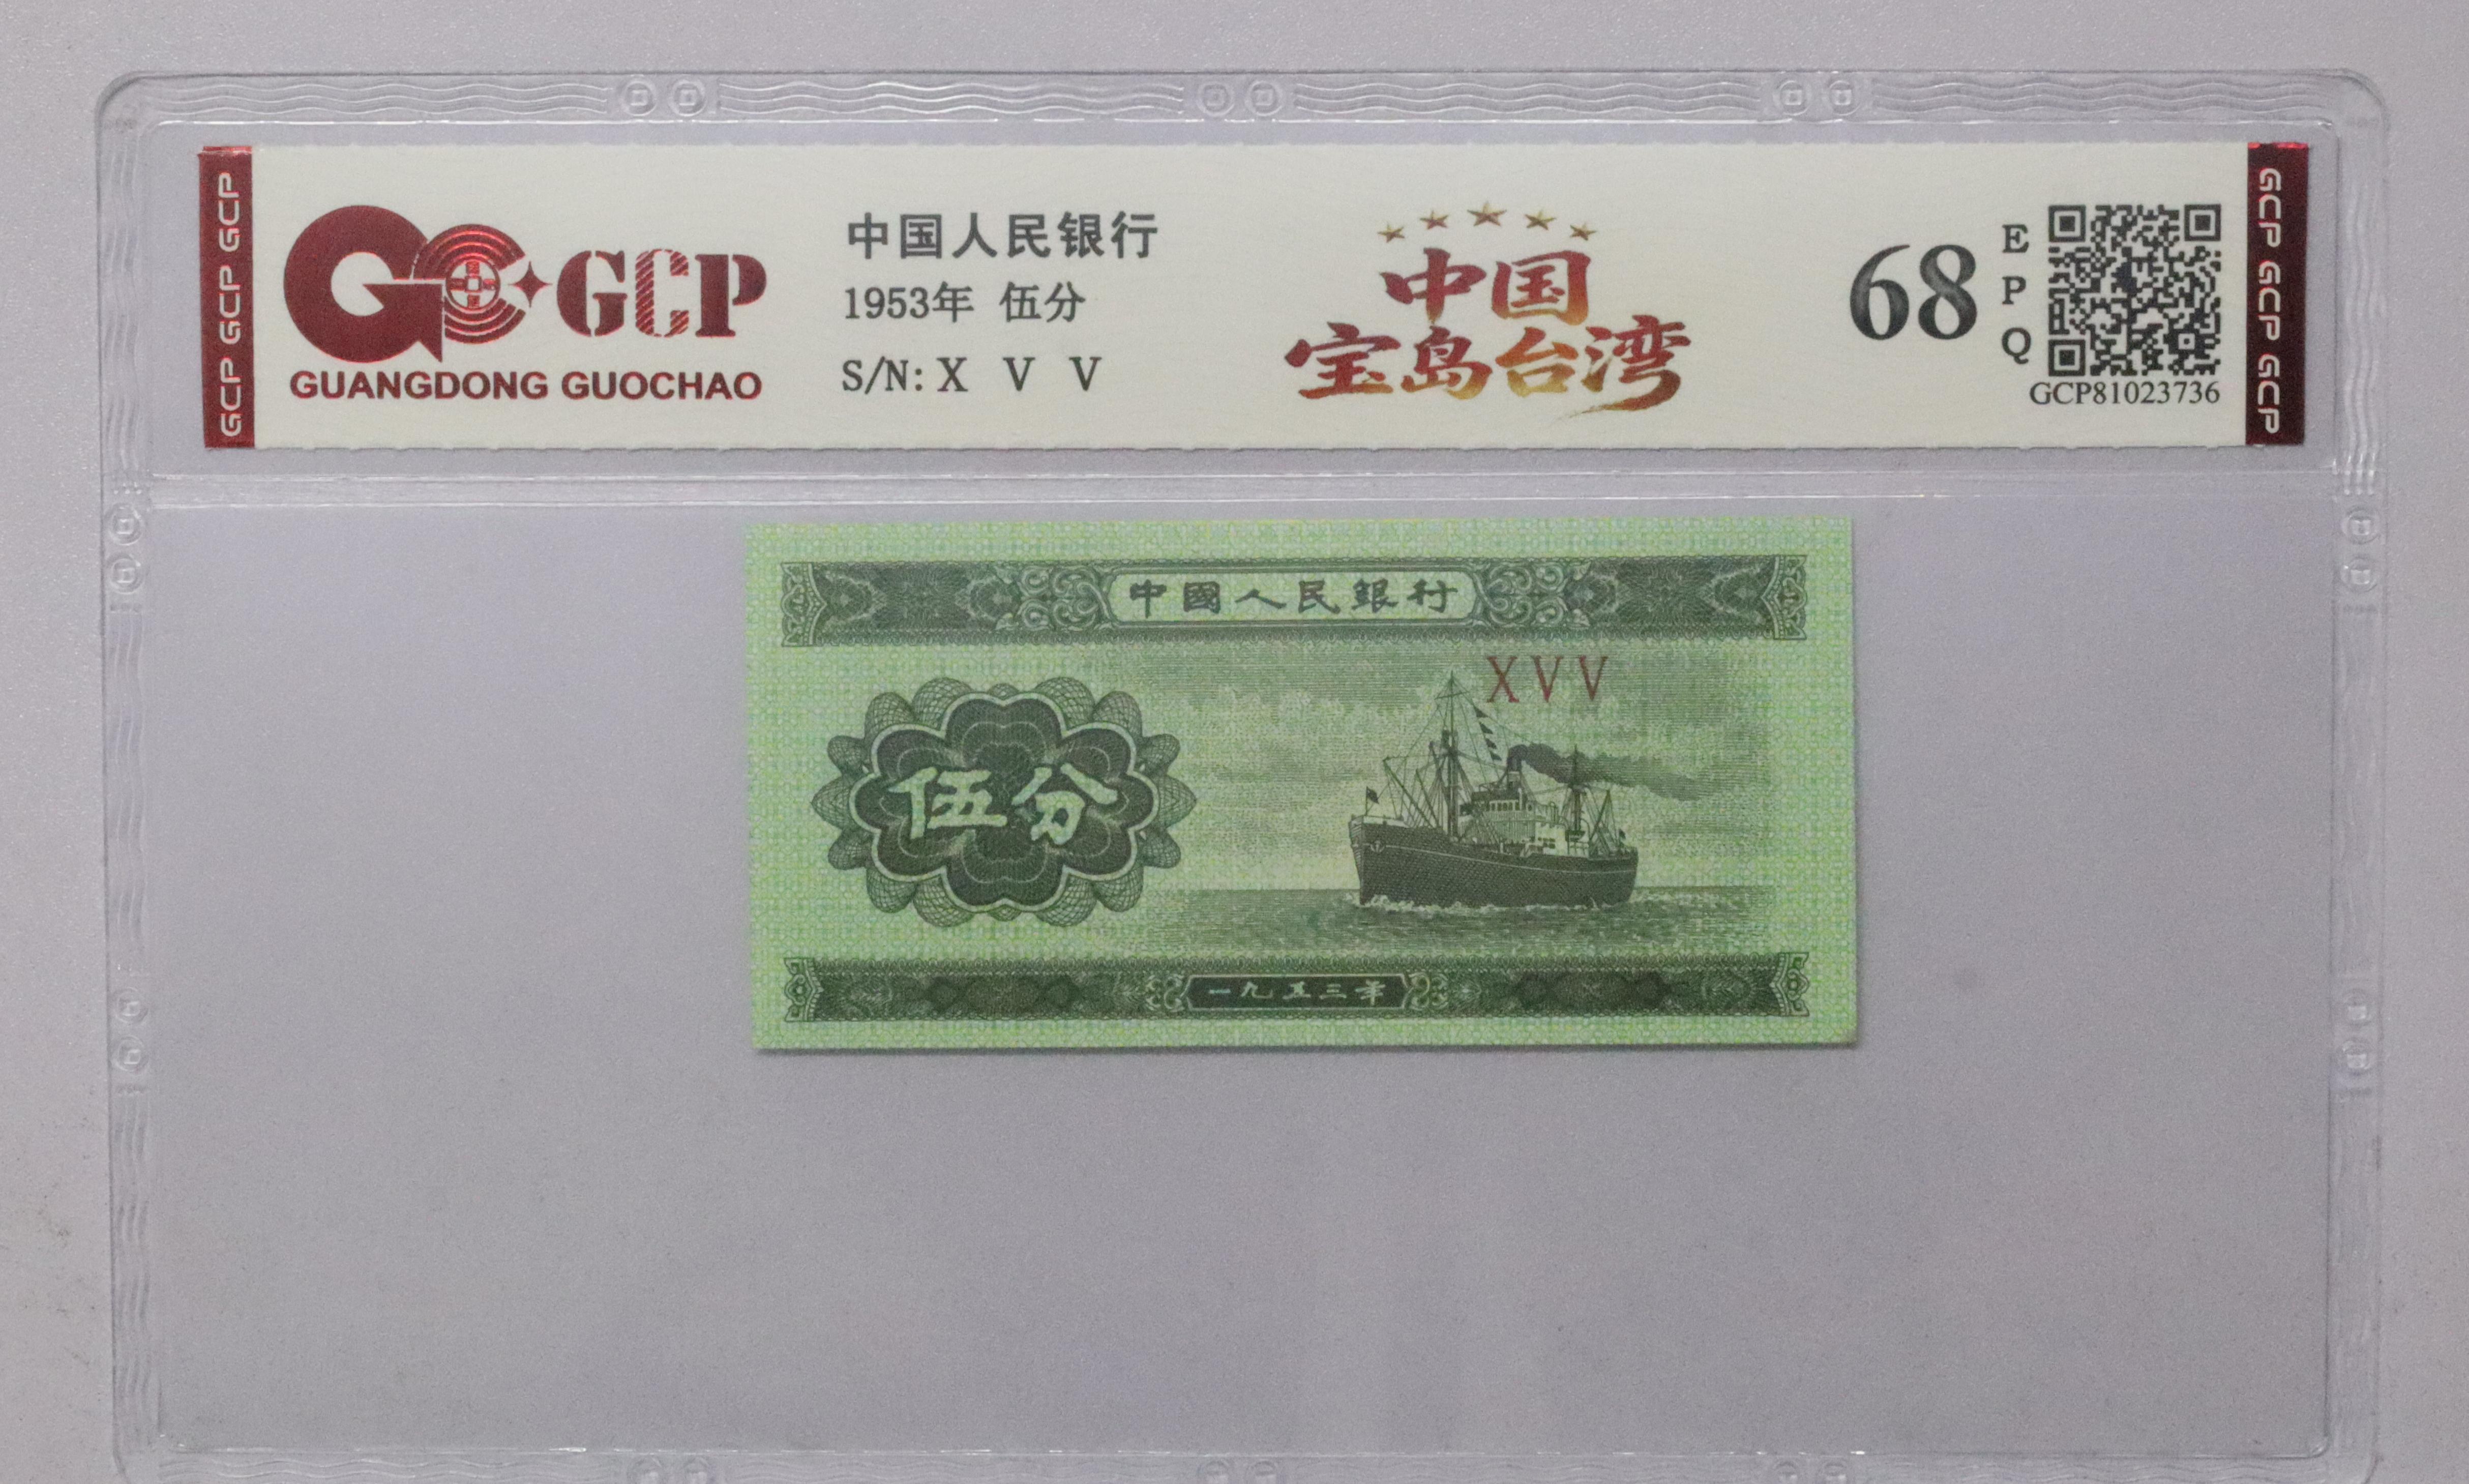 GCP GCP GCP
GCP
GUANGDONG GUOCHAO
中国人民银行
1953年 伍分
S/N: X V V
中国
宝岛台湾
68
E
P
Q
GCP81023736
GCP GCP GCP
中國人民銀行
XVV
伍分
一九五三年